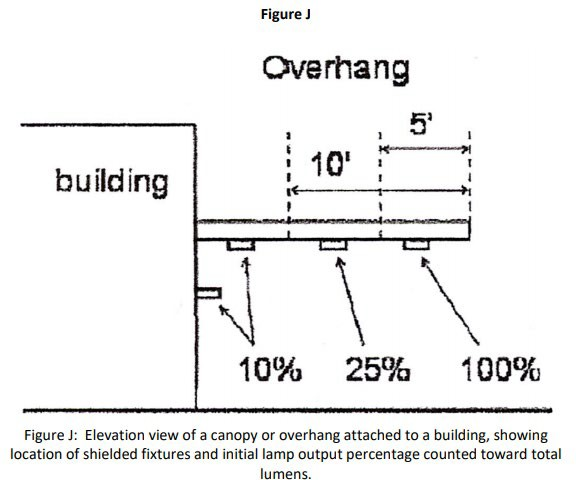 Figure J
Overhang
5'
10'
building
10% 25% 100%
Figure J: Elevation view of a canopy or overhang attached to a building, showing
location of shielded fixtures and initial lamp output percentage counted toward total
lumens.